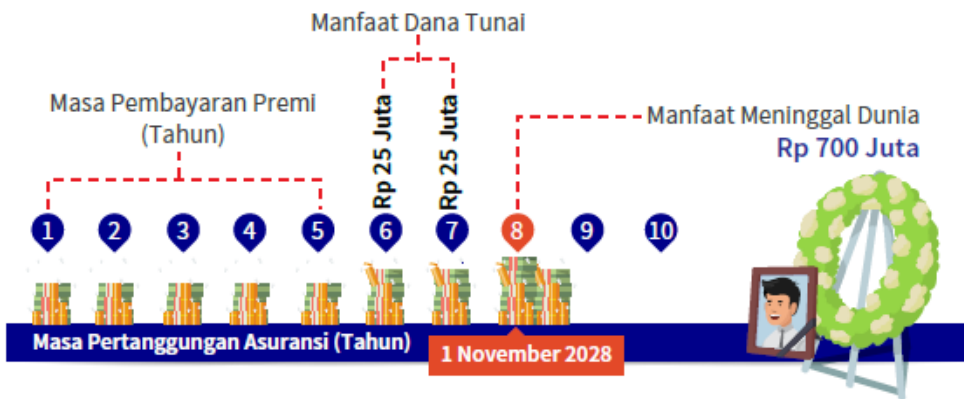 Manfaat Dana Tunai
Masa Pembayaran Premi
(Tahun)
Rp 25 Juta
Rp 25 Juta
Manfaat Meninggal Dunia
Rp 700 Juta
1 2 3 4 5 6 7 8 9 10
Masa Pertanggungan Asuransi (Tahun)
1 November 2028